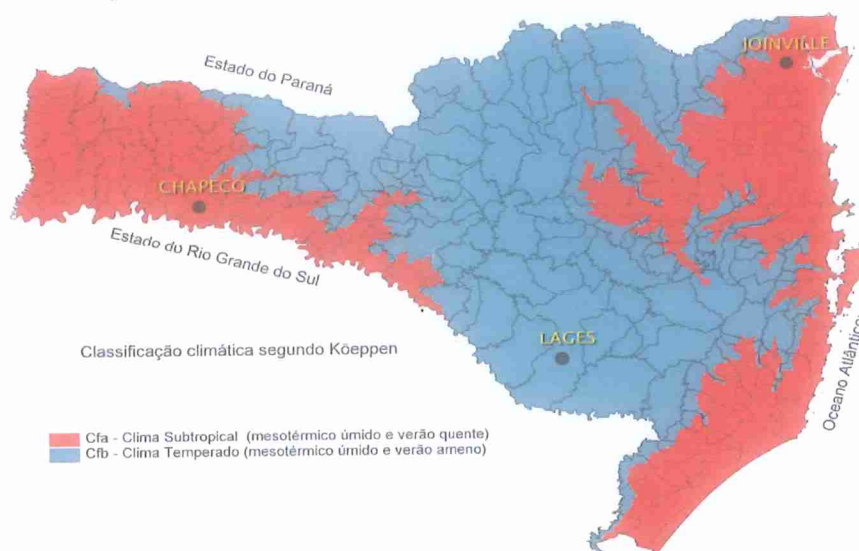 Estado do Paraná
JOINVILLE
CHAPECÓ
Estado do Rio Grande do Sul
LAGES
Oceano Atlântico
Classificação climática segundo Köeppen
Cfa - Clima Subtropical (mesotérmico úmido e verão quente)
Cfb - Clima Temperado (mesotérmico úmido e verão ameno)